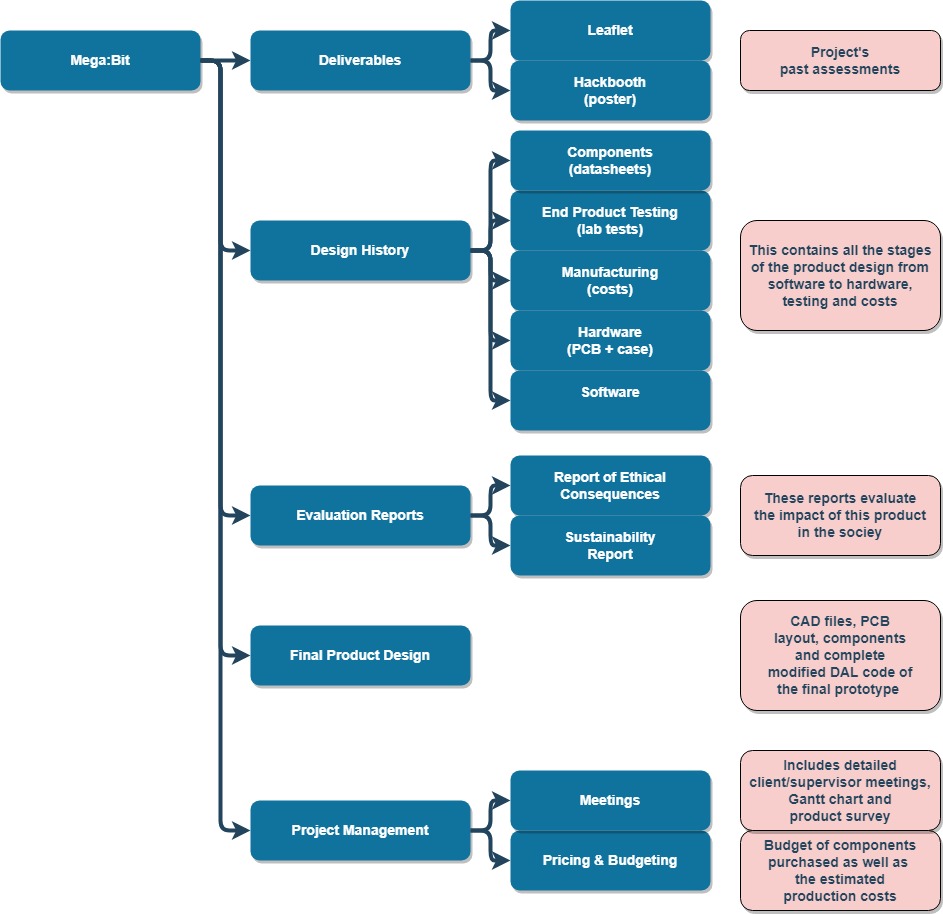 Mega:Bit
Deliverables
Leaflet
Hackbooth
(poster)
Project's
past assessments
Design History
Components
(datasheets)
End Product Testing
(lab tests)
Manufacturing
(costs)
Hardware
(PCB + case)
Software
This contains all the stages
of the product design from
software to hardware,
testing and costs
Evaluation Reports
Report of Ethical
Consequences
Sustainability
Report
These reports evaluate
the impact of this product
in the sociey
Final Product Design
CAD files, PCB
layout, components
and complete
modified DAL code of
the final prototype
Project Management
Meetings
Pricing & Budgeting
Includes detailed
client/supervisor meetings,
Gantt chart and
product survey
Budget of components
purchased as well as
the estimated
production costs